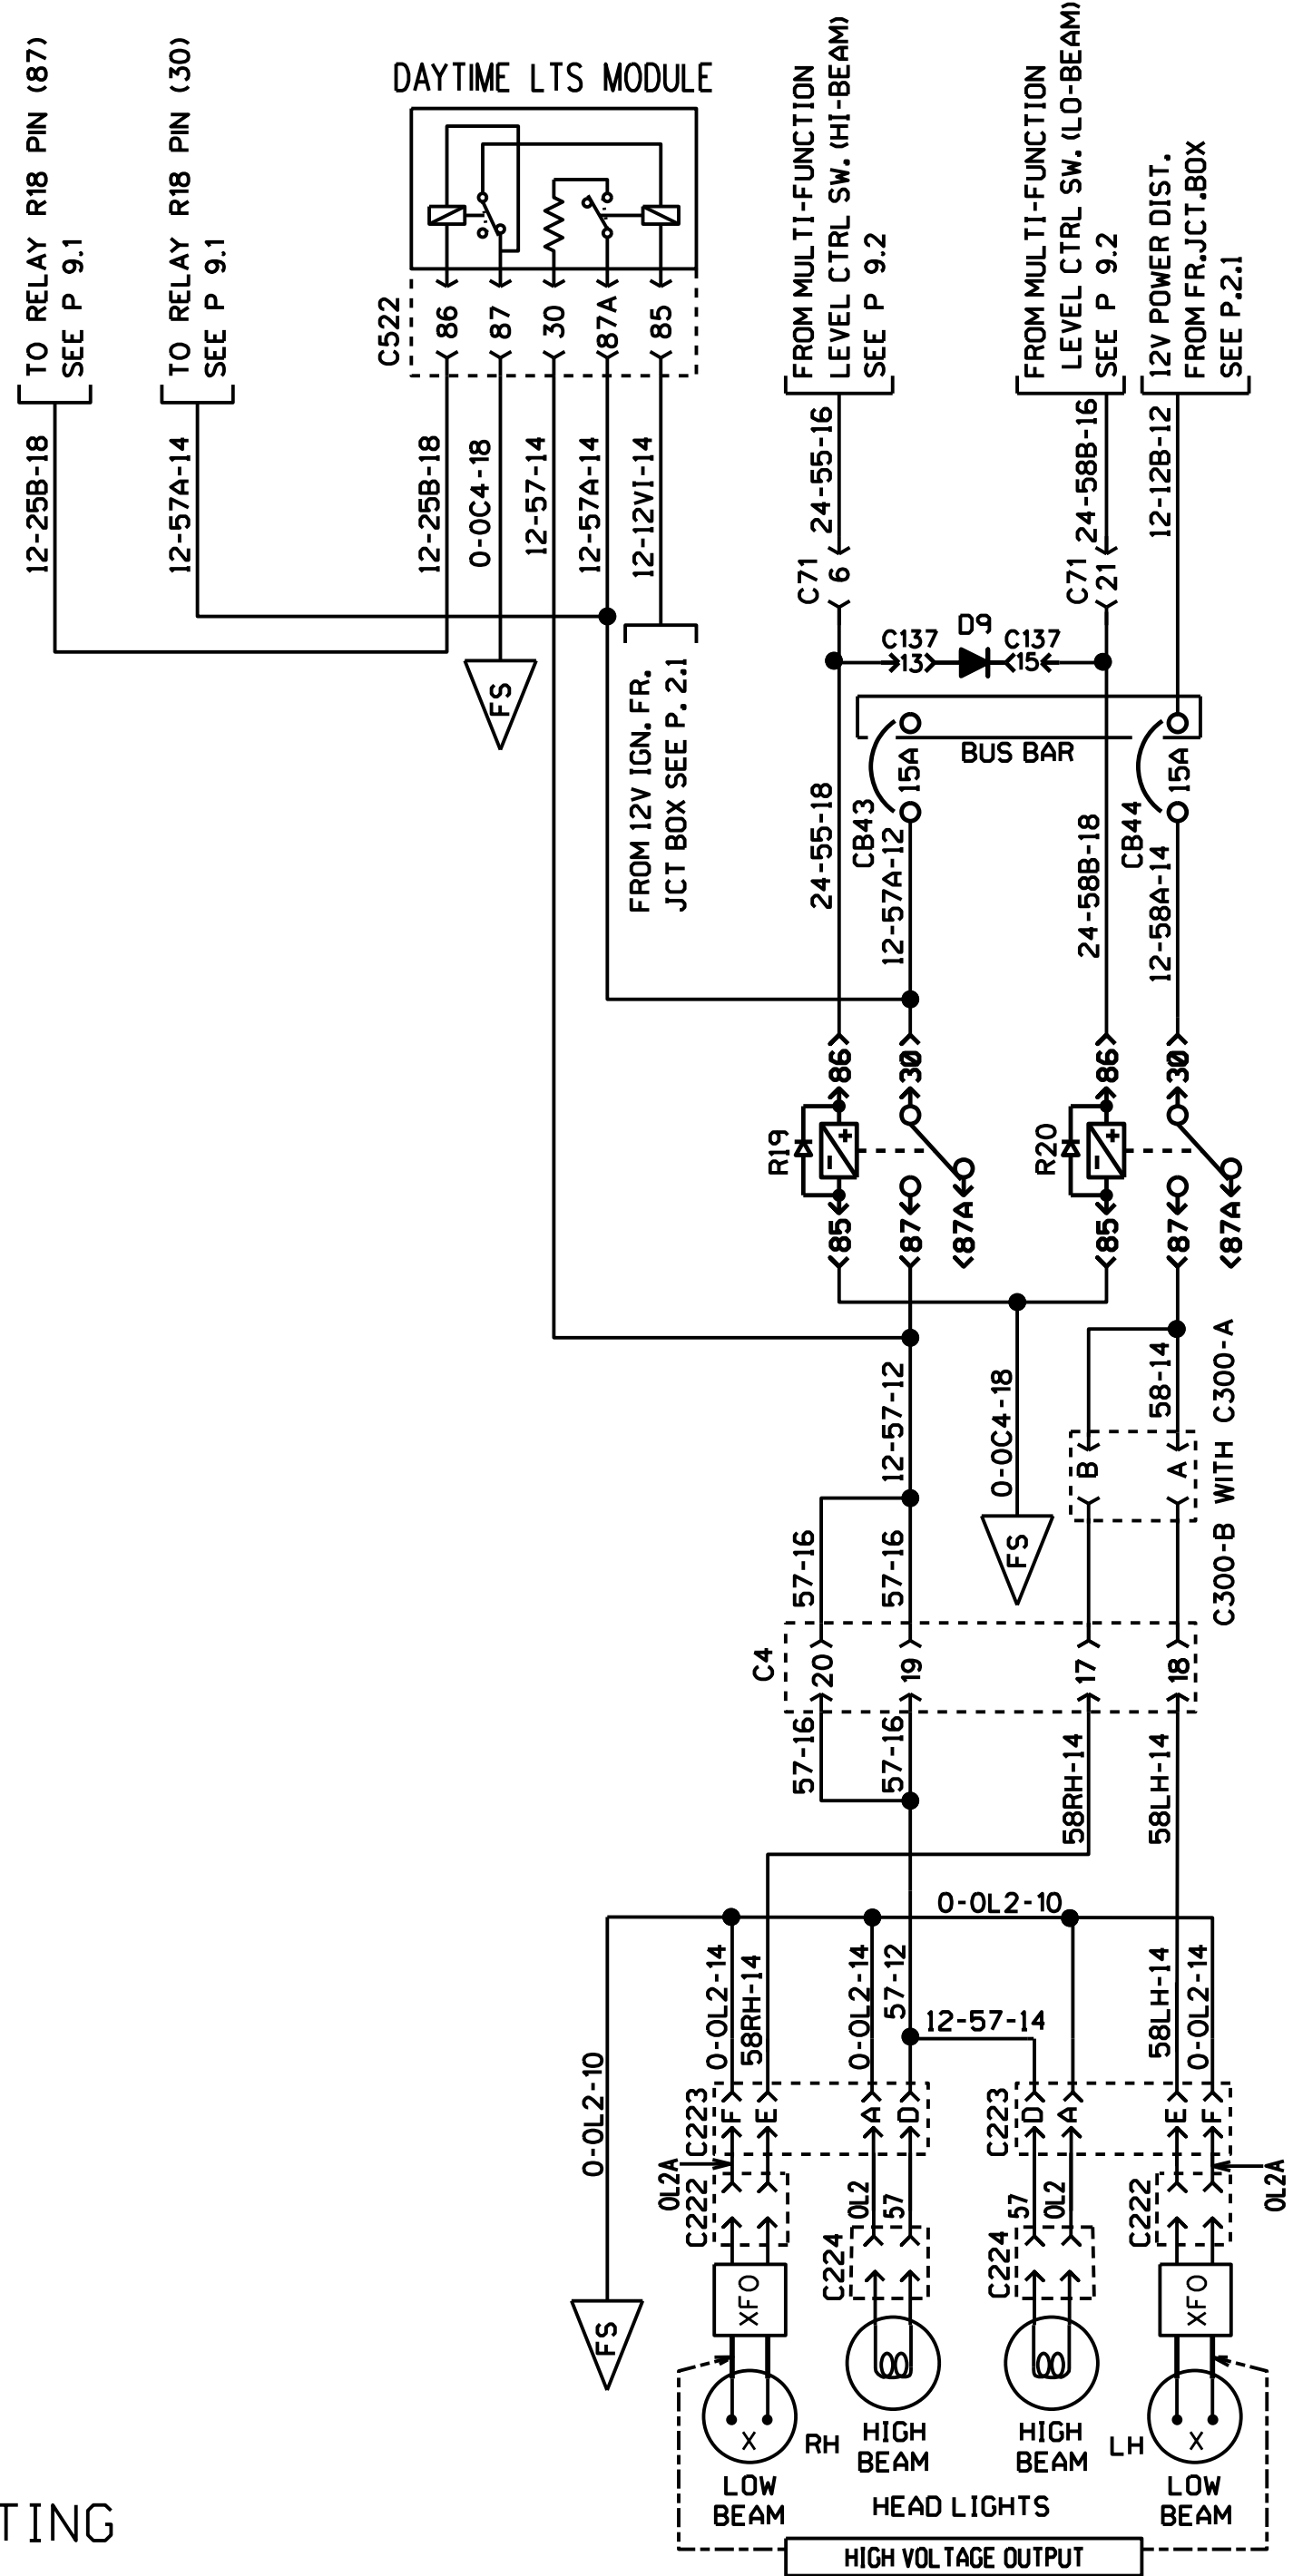 TO RELAY R18 PIN (87)
SEE P 9.1
TO RELAY R18 PIN (30)
SEE P 9.1
DAYTIME LTS MODULE
FROM MULTI-FUNCTION
LEVEL CTRL SW. (HI-BEAM)
SEE P 9.2
FROM MULTI-FUNCTION
LEVEL CTRL SW. (LO-BEAM)
SEE P 9.2
12V POWER DIST.
FROM FR.JCT.BOX
SEE P.2.1
C522
86
87
30
87A
85
12-25B-18
12-57A-14
12-25B-18
0-0C4-18
12-57-14
12-57A-14
12-12VI-14
24-55-16
24-58B-16
12-12B-12
C71
6
C71
21
C137
13
D9
C137
15
FS
FROM 12V IGN. FR.
JCT BOX SEE P. 2.1
BUS BAR
15A
15A
CB43
CB44
24-55-18
12-57A-12
24-58B-18
12-58A-14
86
30
86
30
R19
- +
R20
- +
85
87
87A
85
87
87A
12-57-12
0-0C4-18
58-14
C300-B WITH C300-A
B
A
57-16
57-16
FS
C4
20
19
17
18
57-16
57-16
58RH-14
58LH-14
0-0L2-10
0-0L2-14
58RH-14
0-0L2-14
57-12
12-57-14
58LH-14
0-0L2-14
0-0L2-10
C223
F
E
A
D
C223
D
A
E
F
0L2A
C222
0L2
57
57
0L2
C222
0L2A
C224
C224
XFO
XFO
FS
X
RH
HIGH
BEAM
HIGH
BEAM
LH
X
LOW
BEAM
HEAD LIGHTS
LOW
BEAM
TING
HIGH VOLTAGE OUTPUT